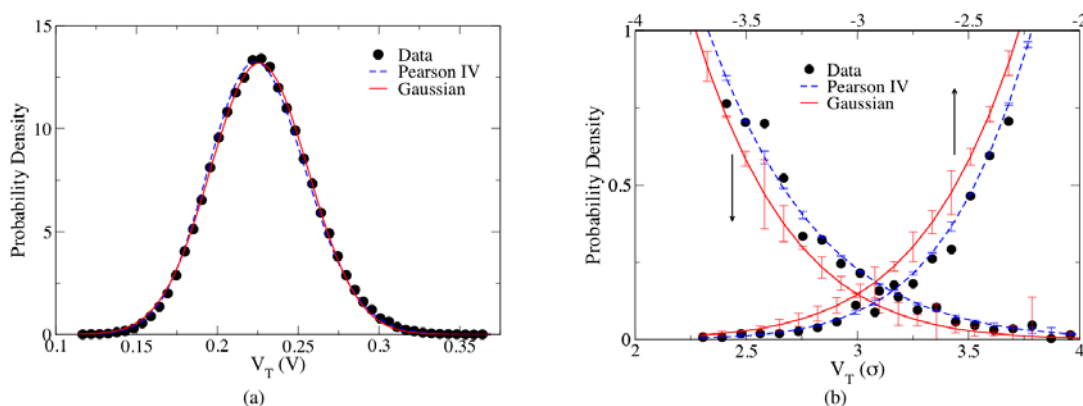 (a)
15
10
5
0
0.1 0.15 0.2 0.25 0.3 0.35
Probability Density
V_T (V)
Data
Pearson IV
Gaussian
(a)
(b)
-4 -3.5 -3 -2.5 -2
1
0.5
0
2 2.5 3 3.5 4
Probability Density
V_T (σ)
Data
Pearson IV
Gaussian
(b)